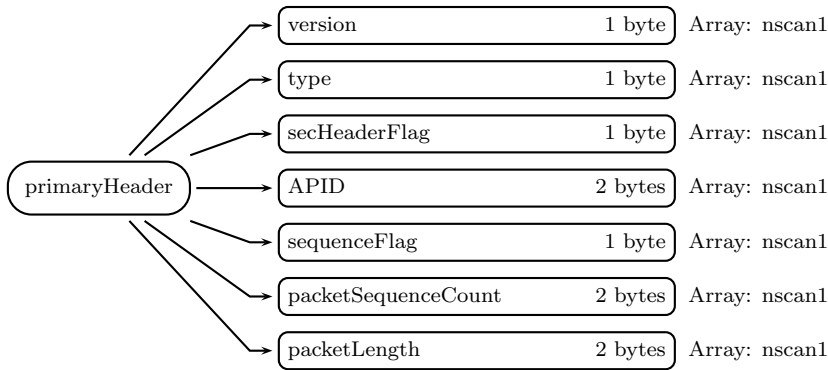 version 1 byte Array: nscan1
type 1 byte Array: nscan1
secHeaderFlag 1 byte Array: nscan1
primaryHeader APID 2 bytes Array: nscan1
sequenceFlag 1 byte Array: nscan1
packetSequenceCount 2 bytes Array: nscan1
packetLength 2 bytes Array: nscan1